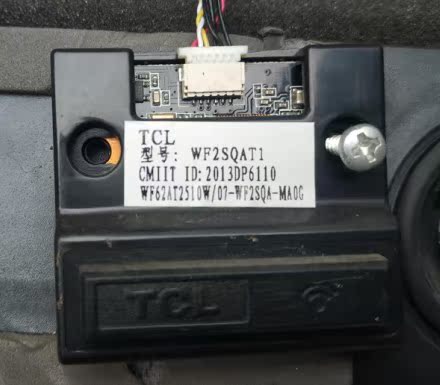 TCL
型号: WF2SQAT1
CMIIT ID:2013DP6110
WF62AT2510W/07-WF2SQA-MA0G
TCL